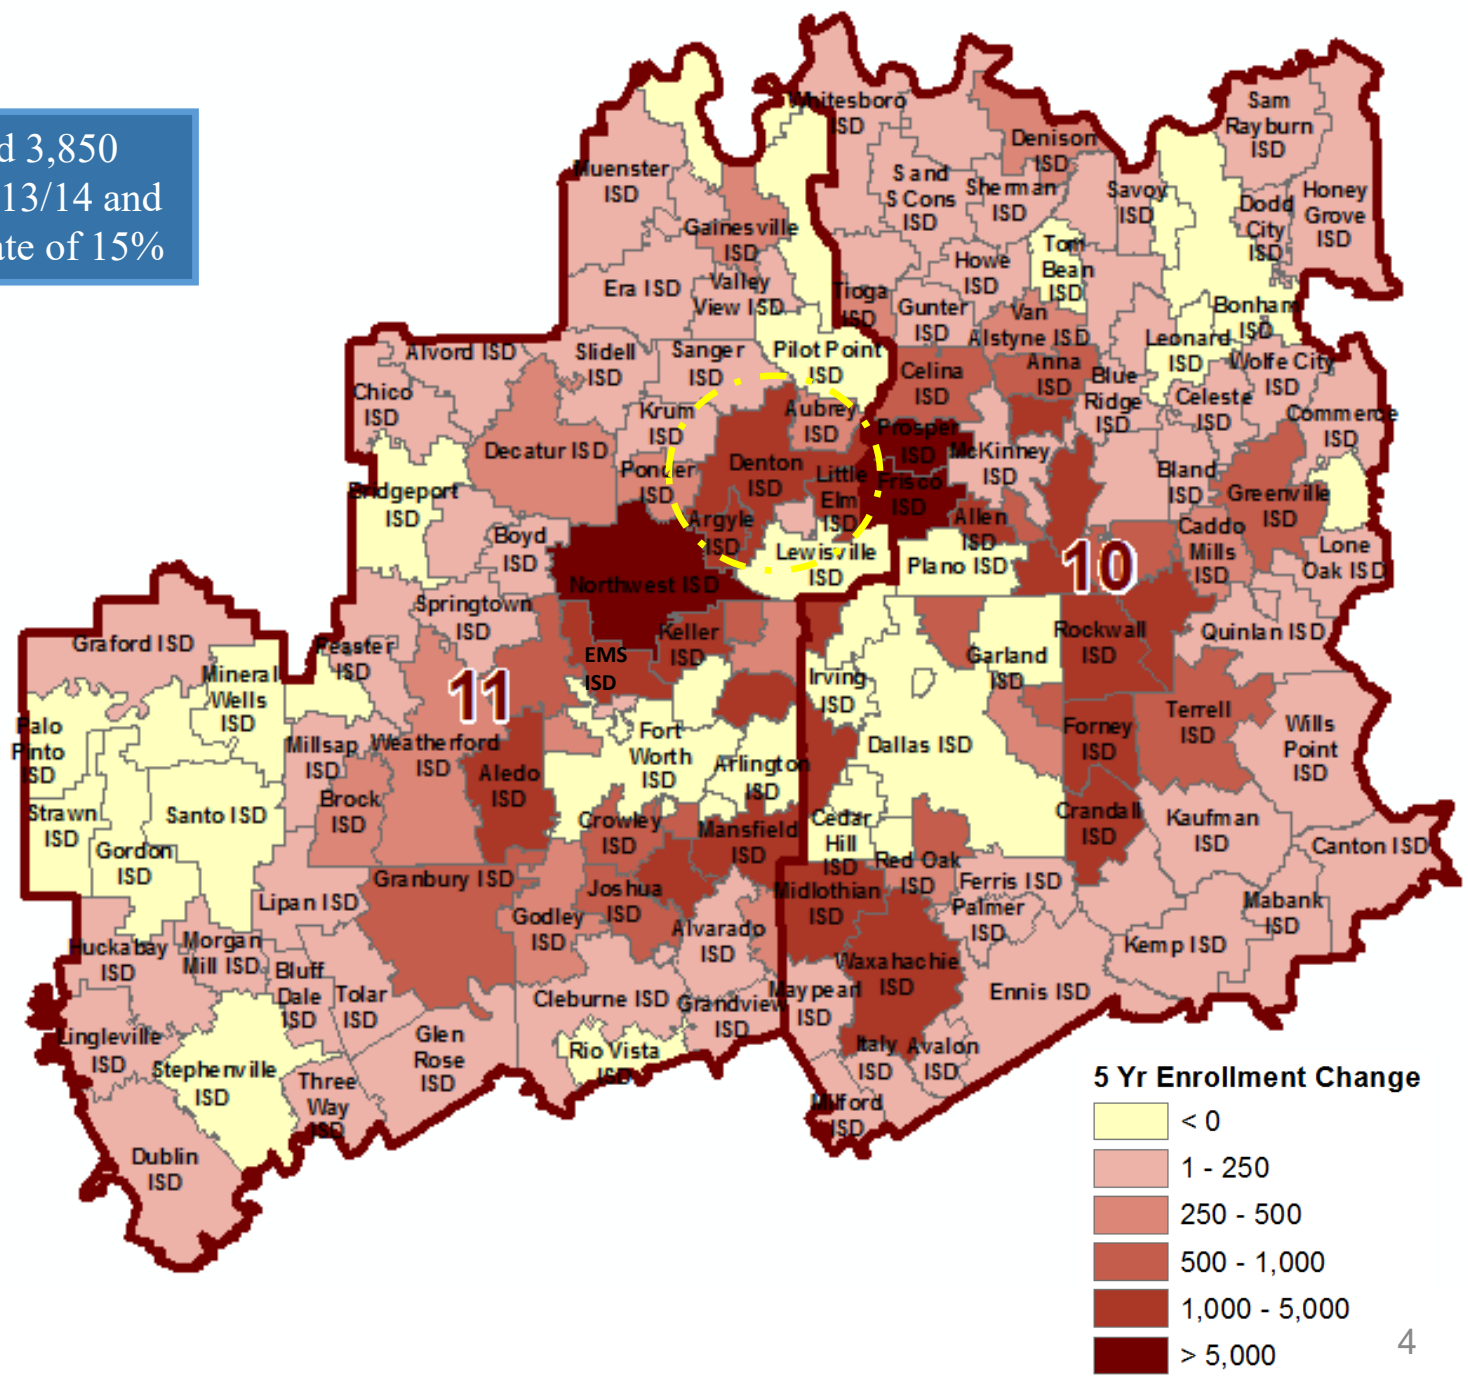 d 3,850
13/14 and
ate of 15%
Whitesboro
ISD
Sam
Rayburn
ISD
Denison
ISD
Muenster
ISD
Sand
S Cons
ISD
Sherman
ISD
Savoy
ISD
Dodd
City
ISD
Honey
Grove
ISD
Gainesville
ISD
Tom
Bean
ISD
Howe
ISD
Era ISD
Valley
View ISD
Tioga
ISD
Gunter
ISD
Van
Alstyne ISD
Bonham
ISD
Leonard
ISD
Wolfe City
ISD
Alvord ISD
Slidell
ISD
Sanger
ISD
Pilot Point
ISD
Celina
ISD
Anna
ISD
Blue
Ridge
ISD
Celeste
ISD
Commerce
ISD
Chico
ISD
Krum
ISD
Aubrey
ISD
Prosper
ISD
McKinney
ISD
Decatur ISD
Ponder
ISD
Denton
ISD
Little
Elm
ISD
Frisco
ISD
Bland
ISD
Greenville
ISD
Bridgeport
ISD
Boyd
ISD
Argyle
ISD
Allen
ISD
Caddo
Mills
ISD
Lone
Oak ISD
Lewisville
ISD
Plano ISD
10
Northwest ISD
Springtown
ISD
Keller
ISD
Rockwall
ISD
Quinlan ISD
Graford ISD
Peaster
ISD
EMS
ISD
Garland
ISD
Irving
ISD
Mineral
Wells
ISD
11
Palo
Pinto
ISD
Millsap
ISD
Weatherford
ISD
Fort
Worth
ISD
Arlington
ISD
Dallas ISD
Forney
ISD
Terrell
ISD
Wills
Point
ISD
Aledo
ISD
Strawn
ISD
Santo ISD
Brock
ISD
Crowley
ISD
Mansfield
ISD
Cedar
Hill
ISD
Crandall
ISD
Kaufman
ISD
Canton ISD
Gordon
ISD
Granbury ISD
Red Oak
ISD
Ferris ISD
Lipan ISD
Joshua
ISD
Midlothian
ISD
Palmer
ISD
Mabank
ISD
Godley
ISD
Alvarado
ISD
Huckabay
ISD
Morgan
Mill ISD
Kemp ISD
Waxahachie
ISD
Bluff
Dale
ISD
Tolar
ISD
Cleburne ISD
Grandview
ISD
Maypearl
ISD
Ennis ISD
Lingleville
ISD
Glen
Rose
ISD
Rio Vista
ISD
Italy
ISD
Avalon
ISD
Stephenville
ISD
Three
Way
ISD
Milford
ISD
Dublin
ISD
5 Yr Enrollment Change
< 0
1 - 250
250 - 500
500 - 1,000
1,000 - 5,000
> 5,000
4